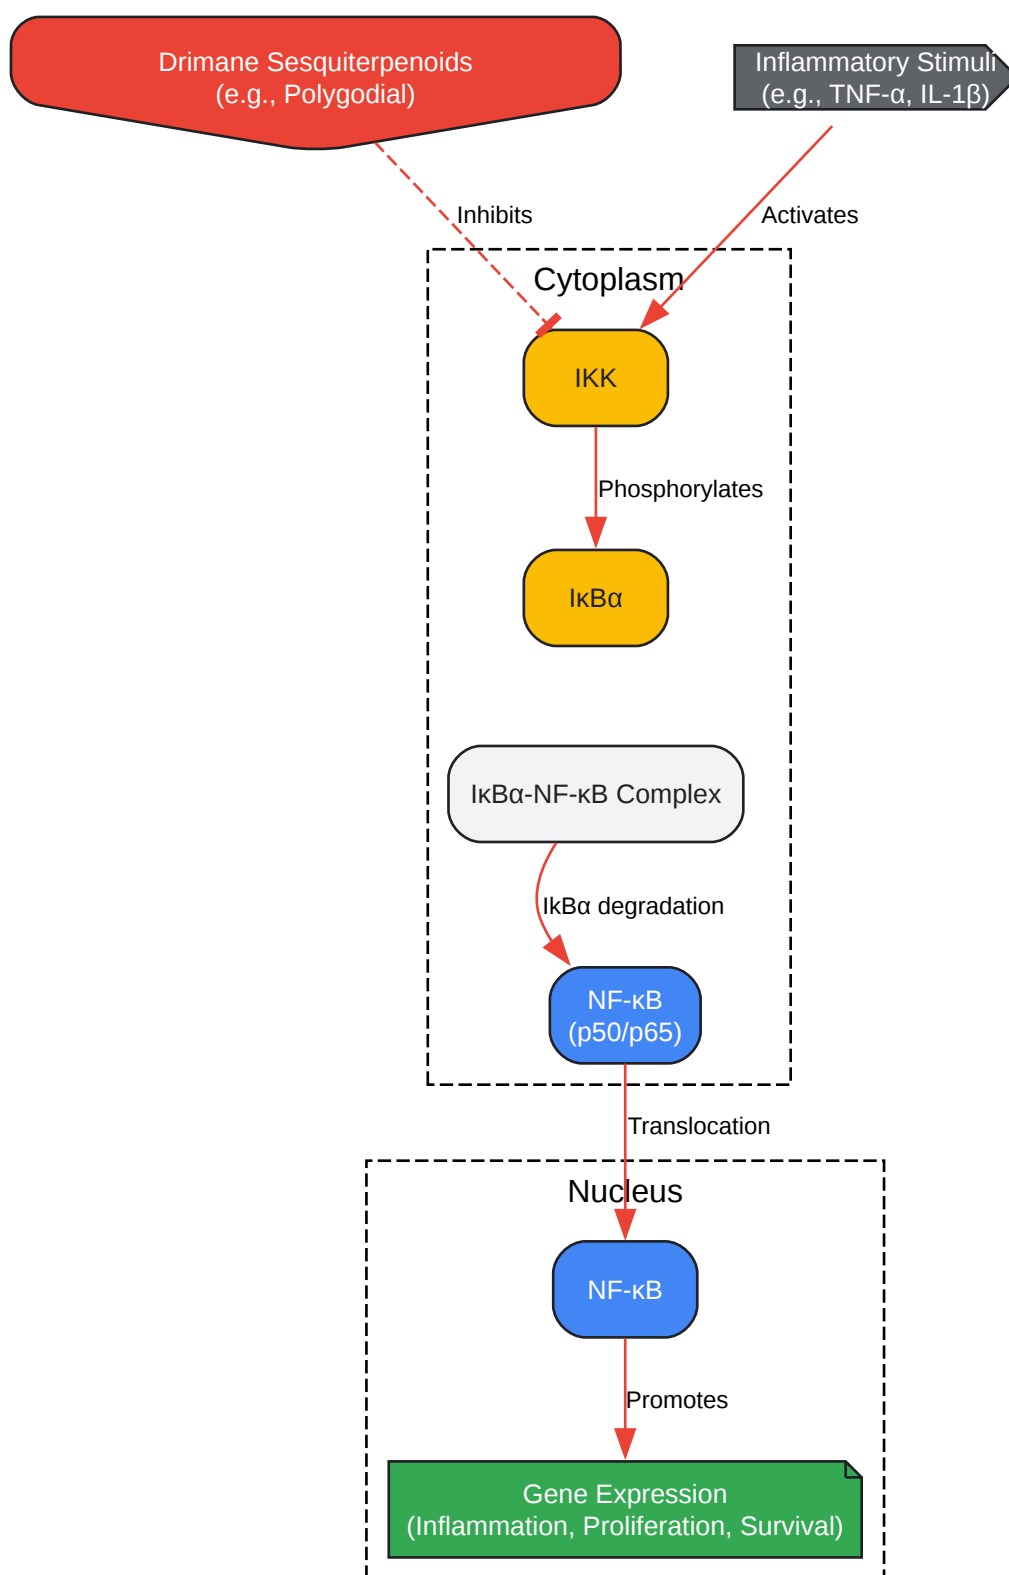 Drimane Sesquiterpenoids
(e.g., Polygodial)
Inflammatory Stimuli
(e.g., TNF-α, IL-1β)
Inhibits
Activates
Cytoplasm
IKK
Phosphorylates
IκBα
IκBα-NF-κB Complex
IkBα degradation
NF-κB
(p50/p65)
Translocation
Nucleus
NF-κB
Promotes
Gene Expression
(Inflammation, Proliferation, Survival)